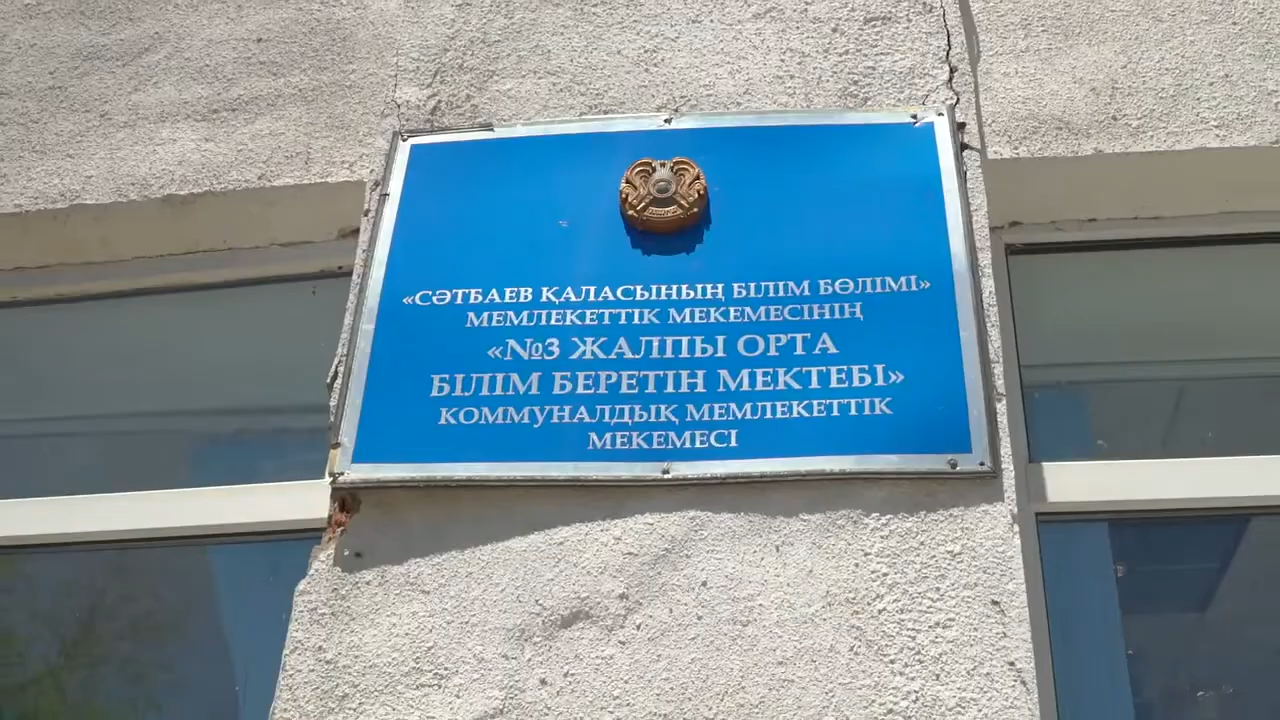 «СӘТБАЕВ ҚАЛАСЫНЫҢ БІЛІМ БӨЛІМІ»
МЕМЛЕКЕТТІК МЕКЕМЕСІНІҢ
«№3 ЖАЛПЫ ОРТА
БІЛІМ БЕРЕТІН МЕКТЕБІ»
КОММУНАЛДЫҚ МЕМЛЕКЕТТІК
МЕКЕМЕСІ